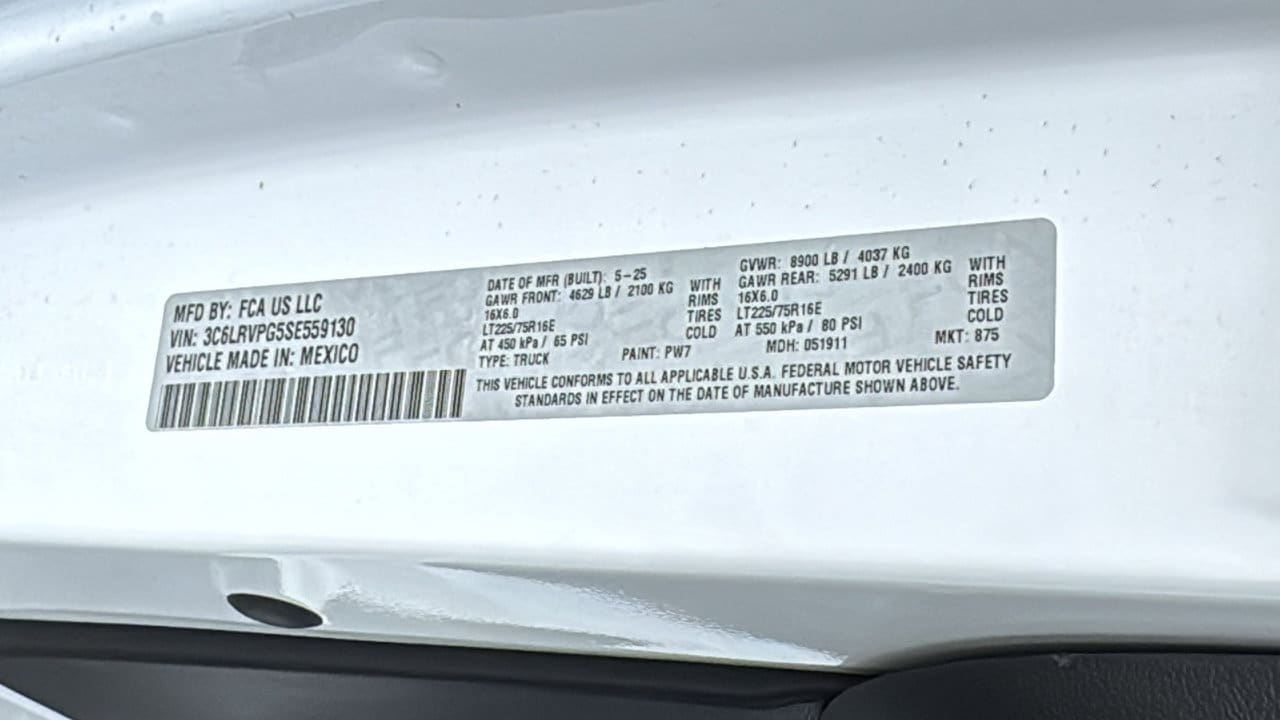 MFD BY: FCA US LLC
VIN: 3C6LRVPG5SE559130
VEHICLE MADE IN: MEXICO
DATE OF MFR (BUILT): 5-25
GAWR FRONT: 4629 LB / 2100 KG WITH
16X6.0 RIMS
LT225/75R16E TIRES
AT 450 kPa / 65 PSI COLD
TYPE: TRUCK PAINT: PW7
GVWR: 8900 LB / 4037 KG
GAWR REAR: 5291 LB / 2400 KG WITH
16X6.0 RIMS
LT225/75R16E TIRES
AT 550 kPa / 80 PSI COLD
MDH: 051911 MKT: 875
THIS VEHICLE CONFORMS TO ALL APPLICABLE U.S.A. FEDERAL MOTOR VEHICLE SAFETY
STANDARDS IN EFFECT ON THE DATE OF MANUFACTURE SHOWN ABOVE.